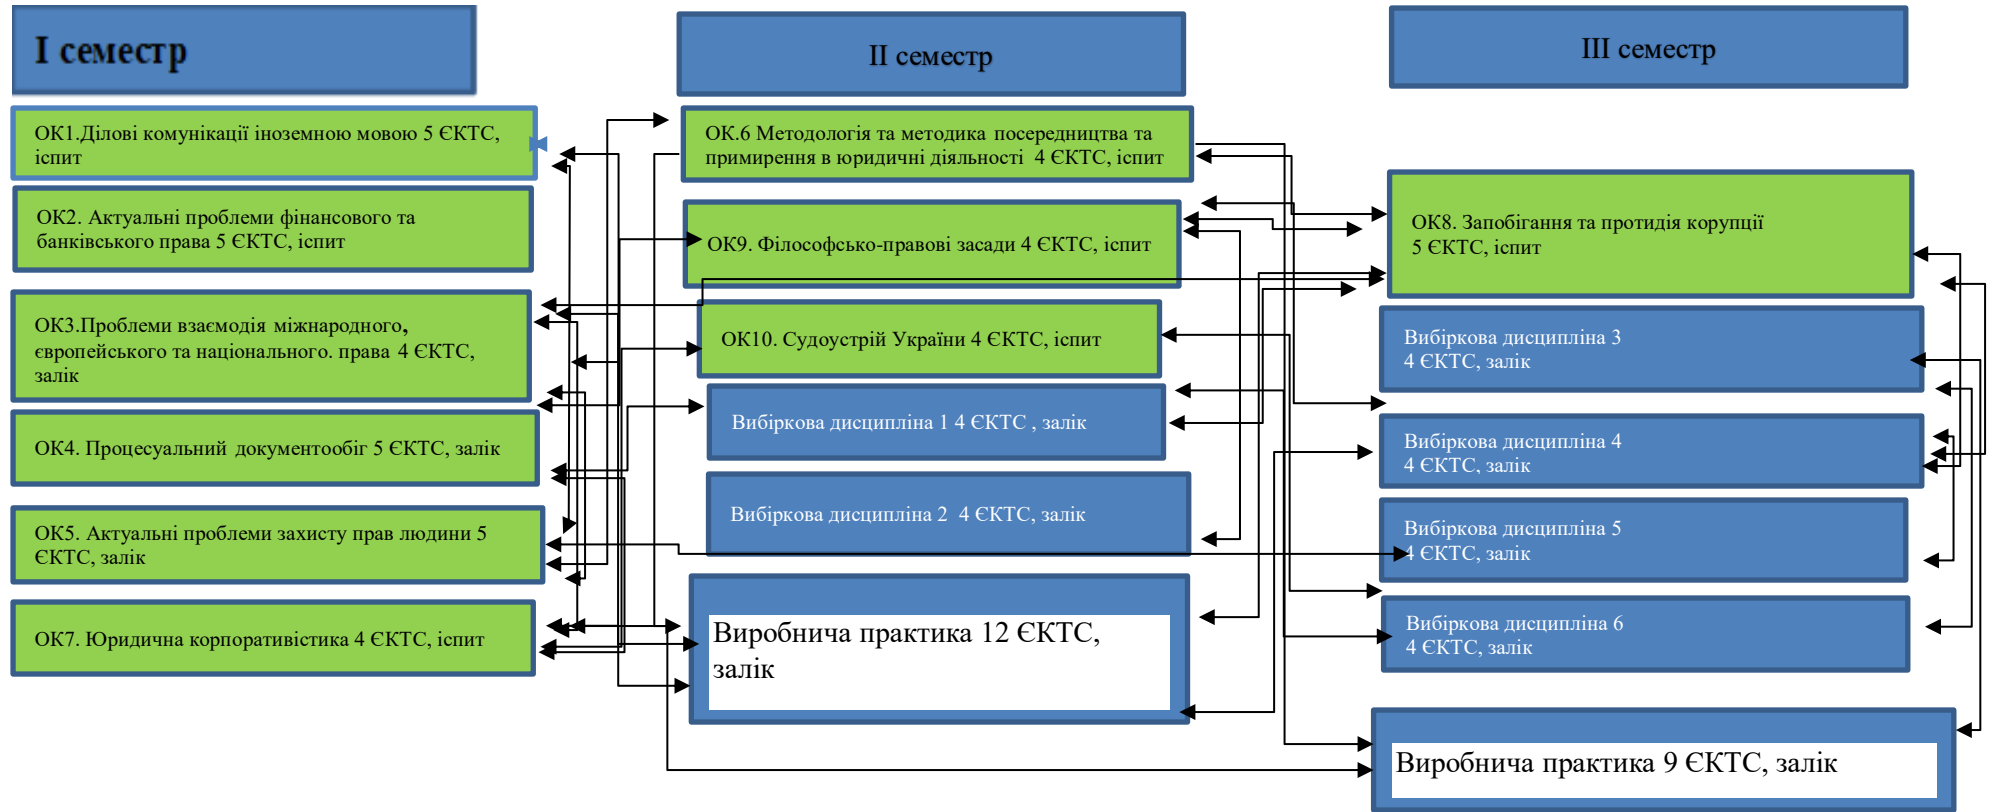 І семестр
ОК1.Ділові комунікації іноземною мовою 5 ЄКТС,
іспит
ОК2. Актуальні проблеми фінансового та
банківського права 5 ЄКТС, іспит
ОК3.Проблеми взаємодія міжнародного,
європейського та національного. права 4 ЄКТС,
залік
ОК4. Процесуальний документообіг 5 ЄКТС, залік
ОК5. Актуальні проблеми захисту прав людини 5
ЄКТС, залік
ОК7. Юридична корпоративістика 4 ЄКТС, іспит
ІІ семестр
ОК.6 Методологія та методика посередництва та
примирення в юридичні діяльності 4 ЄКТС, іспит
ОК9. Філософсько-правові засади 4 ЄКТС, іспит
ОК10. Судоустрій України 4 ЄКТС, іспит
Вибіркова дисципліна 1 4 ЄКТС , залік
Вибіркова дисципліна 2 4 ЄКТС, залік
Виробнича практика 12 ЄКТС,
залік
ІІІ семестр
ОК8. Запобігання та протидія корупції
5 ЄКТС, іспит
Вибіркова дисципліна 3
4 ЄКТС, залік
Вибіркова дисципліна 4
4 ЄКТС, залік
Вибіркова дисципліна 5
4 ЄКТС, залік
Вибіркова дисципліна 6
4 ЄКТС, залік
Виробнича практика 9 ЄКТС, залік